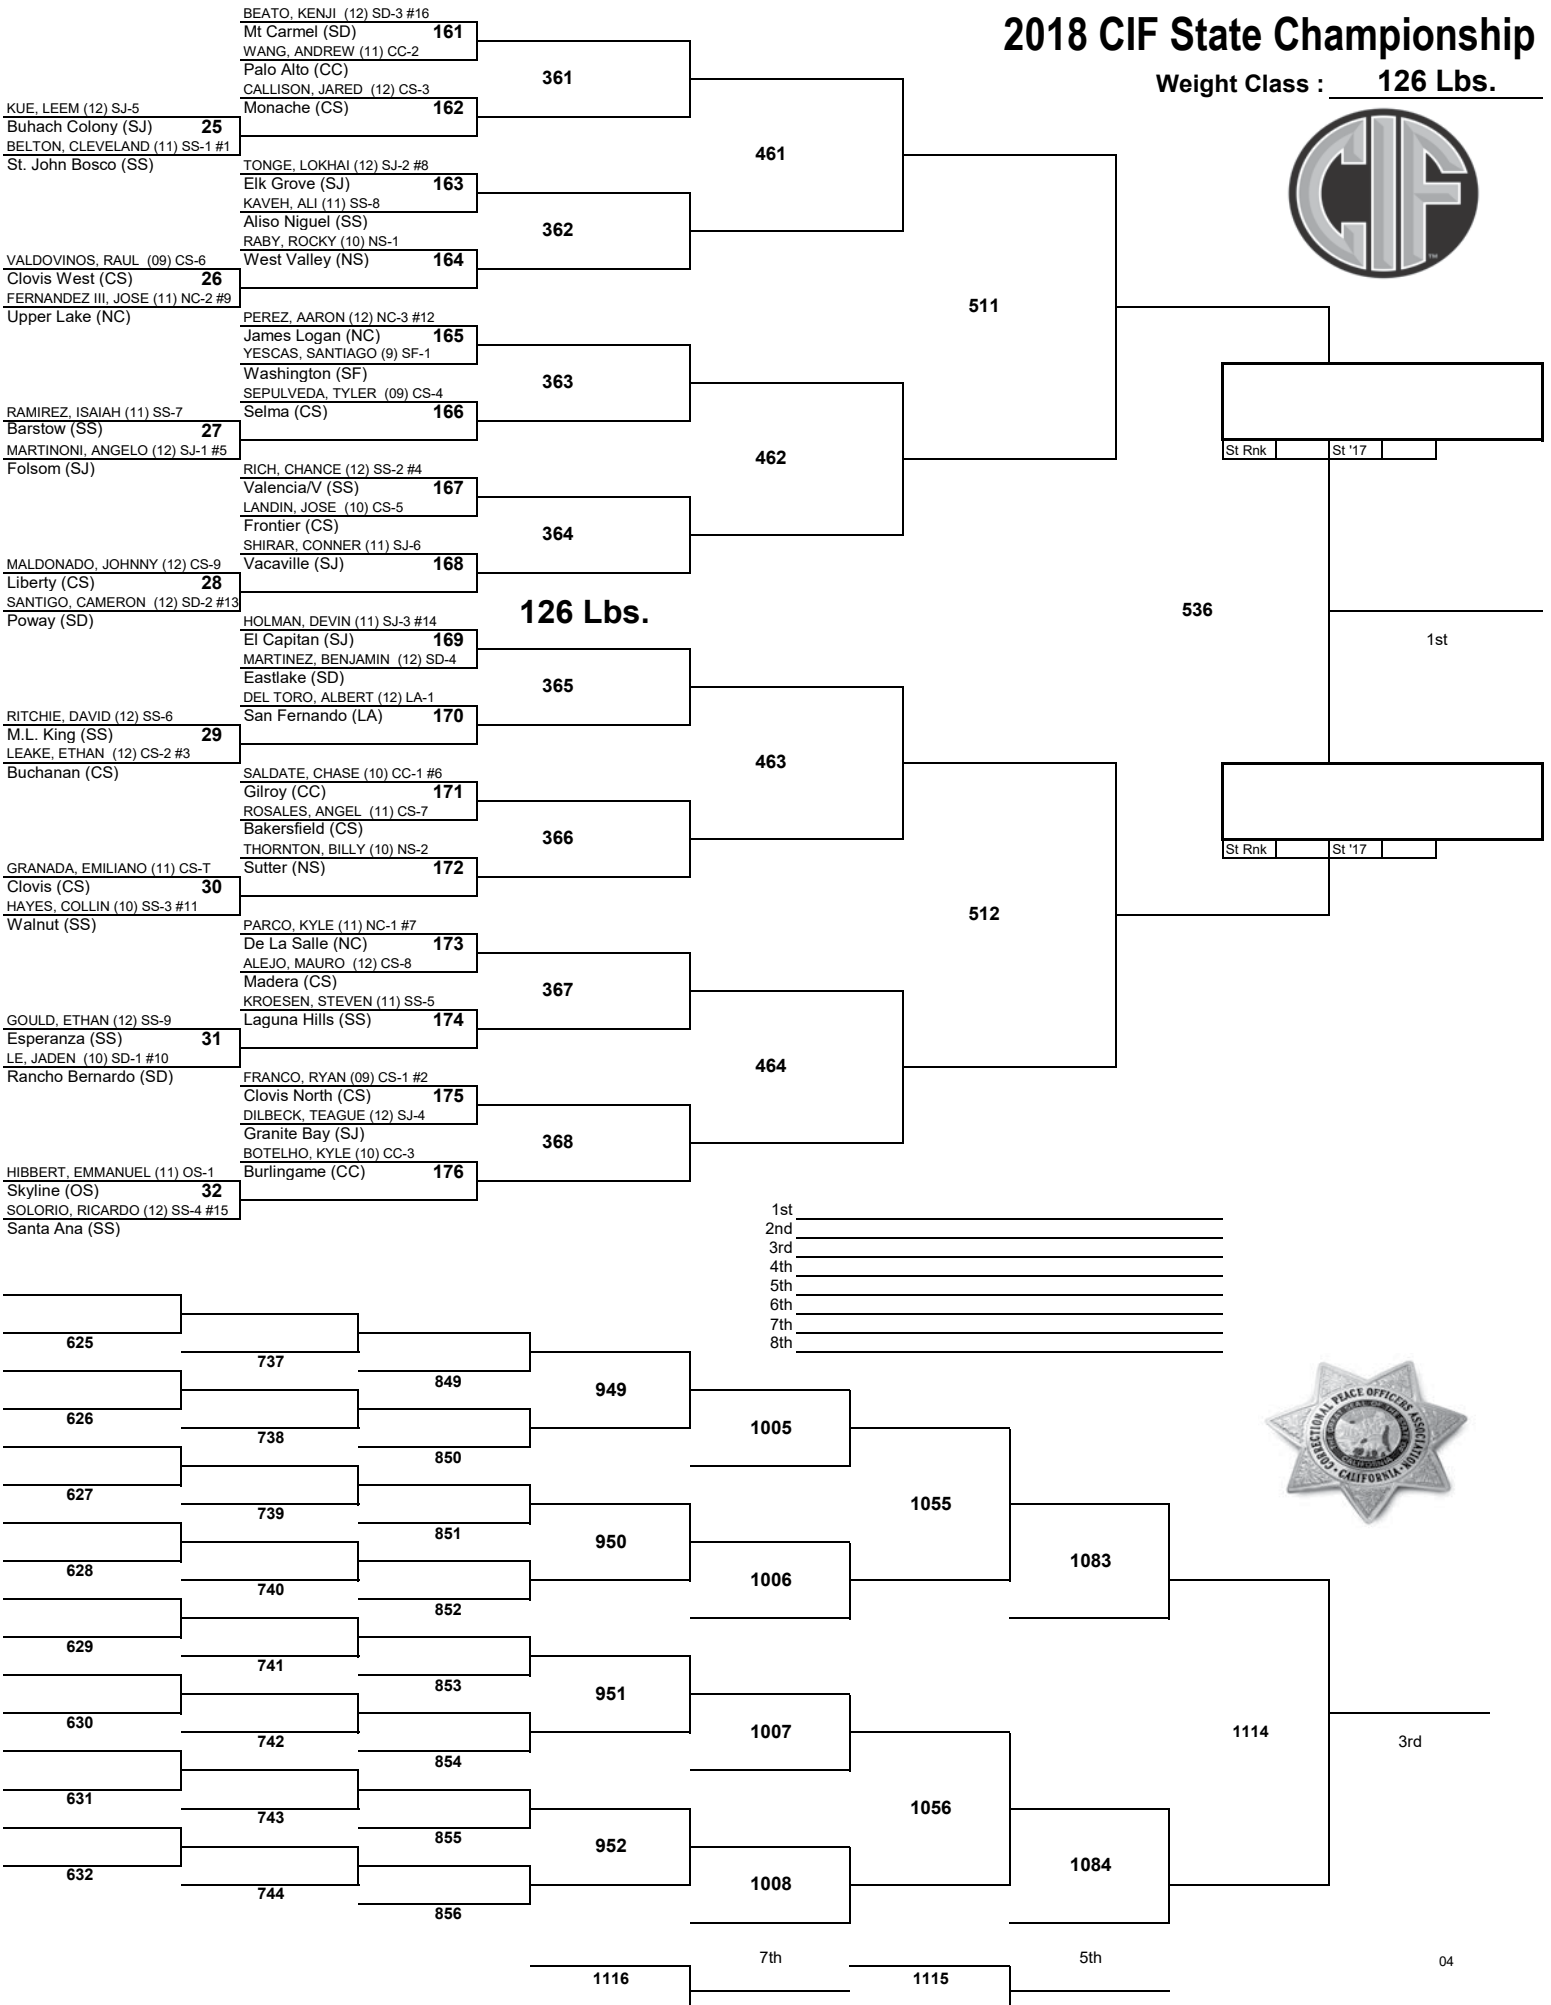 2018 CIF State Championship
Weight Class : 126 Lbs.
CIF
TM
KUE, LEEM (12) SJ-5
Buhach Colony (SJ) 25
BELTON, CLEVELAND (11) SS-1 #1
St. John Bosco (SS)
VALDOVINOS, RAUL (09) CS-6
Clovis West (CS) 26
FERNANDEZ III, JOSE (11) NC-2 #9
Upper Lake (NC)
RAMIREZ, ISAIAH (11) SS-7
Barstow (SS) 27
MARTINONI, ANGELO (12) SJ-1 #5
Folsom (SJ)
MALDONADO, JOHNNY (12) CS-9
Liberty (CS) 28
SANTIGO, CAMERON (12) SD-2 #13
Poway (SD)
RITCHIE, DAVID (12) SS-6
M.L. King (SS) 29
LEAKE, ETHAN (12) CS-2 #3
Buchanan (CS)
GRANADA, EMILIANO (11) CS-T
Clovis (CS) 30
HAYES, COLLIN (10) SS-3 #11
Walnut (SS)
GOULD, ETHAN (12) SS-9
Esperanza (SS) 31
LE, JADEN (10) SD-1 #10
Rancho Bernardo (SD)
HIBBERT, EMMANUEL (11) OS-1
Skyline (OS) 32
SOLORIO, RICARDO (12) SS-4 #15
Santa Ana (SS)
BEATO, KENJI (12) SD-3 #16
Mt Carmel (SD) 161
WANG, ANDREW (11) CC-2
Palo Alto (CC)
CALLISON, JARED (12) CS-3
Monache (CS) 162
TONGE, LOKHAI (12) SJ-2 #8
Elk Grove (SJ) 163
KAVEH, ALI (11) SS-8
Aliso Niguel (SS)
RABY, ROCKY (10) NS-1
West Valley (NS) 164
PEREZ, AARON (12) NC-3 #12
James Logan (NC) 165
YESCAS, SANTIAGO (9) SF-1
Washington (SF)
SEPULVEDA, TYLER (09) CS-4
Selma (CS) 166
RICH, CHANCE (12) SS-2 #4
Valencia/V (SS) 167
LANDIN, JOSE (10) CS-5
Frontier (CS)
SHIRAR, CONNER (11) SJ-6
Vacaville (SJ) 168
HOLMAN, DEVIN (11) SJ-3 #14
El Capitan (SJ) 169
MARTINEZ, BENJAMIN (12) SD-4
Eastlake (SD)
DEL TORO, ALBERT (12) LA-1
San Fernando (LA) 170
SALDATE, CHASE (10) CC-1 #6
Gilroy (CC) 171
ROSALES, ANGEL (11) CS-7
Bakersfield (CS)
THORNTON, BILLY (10) NS-2
Sutter (NS) 172
PARCO, KYLE (11) NC-1 #7
De La Salle (NC) 173
ALEJO, MAURO (12) CS-8
Madera (CS)
KROESEN, STEVEN (11) SS-5
Laguna Hills (SS) 174
FRANCO, RYAN (09) CS-1 #2
Clovis North (CS) 175
DILBECK, TEAGUE (12) SJ-4
Granite Bay (SJ)
BOTELHO, KYLE (10) CC-3
Burlingame (CC) 176
361
362
363
364
126 Lbs.
365
366
367
368
461
462
463
464
511
512
St Rnk St '17
536
1st
St Rnk St '17
1st
2nd
3rd
4th
5th
6th
7th
8th
625
626
627
628
629
630
631
632
737
738
739
740
741
742
743
744
849
850
851
852
853
854
855
856
949
950
951
952
1005
1006
1007
1008
1055
1056
1083
1084
1114
3rd
CORRECTIONAL PEACE OFFICERS ASSOCIATION
CALIFORNIA
7th
1116
5th
1115
04